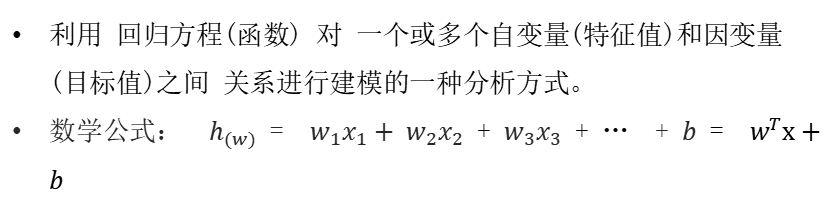 • 利用 回归方程(函数) 对 一个或多个自变量(特征值)和因变量
(目标值)之间 关系进行建模的一种分析方式。
• 数学公式： h₍w₎ = w₁x₁ + w₂x₂ + w₃x₃ + ⋯ + b = wᵀx +
b